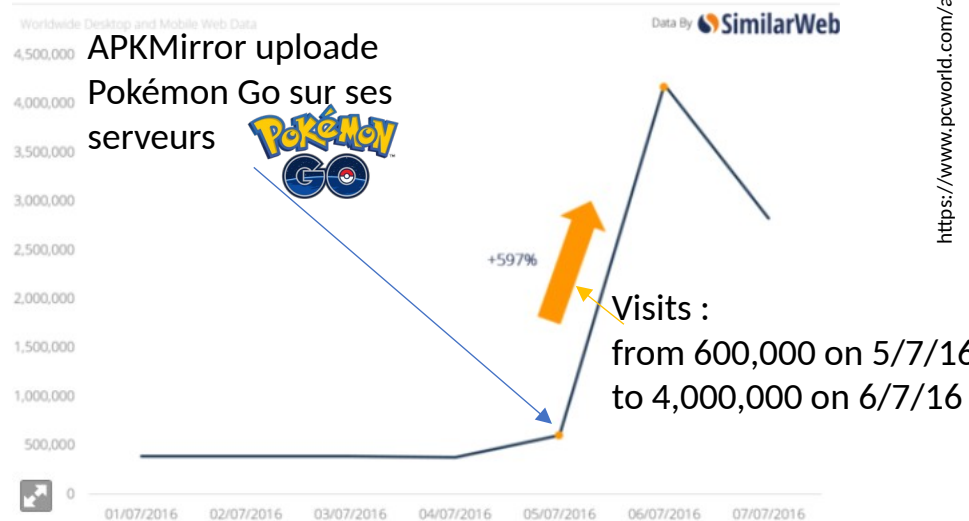 Worldwide Desktop and Mobile Web Data
Data By SimilarWeb
APKMirror uploade
Pokémon Go sur ses
serveurs
POKÉMON
GO
TM
4,500,000
4,000,000
3,500,000
3,000,000
2,500,000
2,000,000
1,500,000
1,000,000
500,000
0
+597%
Visits :
from 600,000 on 5/7/16
to 4,000,000 on 6/7/16
01/07/2016 02/07/2016 03/07/2016 04/07/2016 05/07/2016 06/07/2016 07/07/2016
https://www.pcworld.com/a